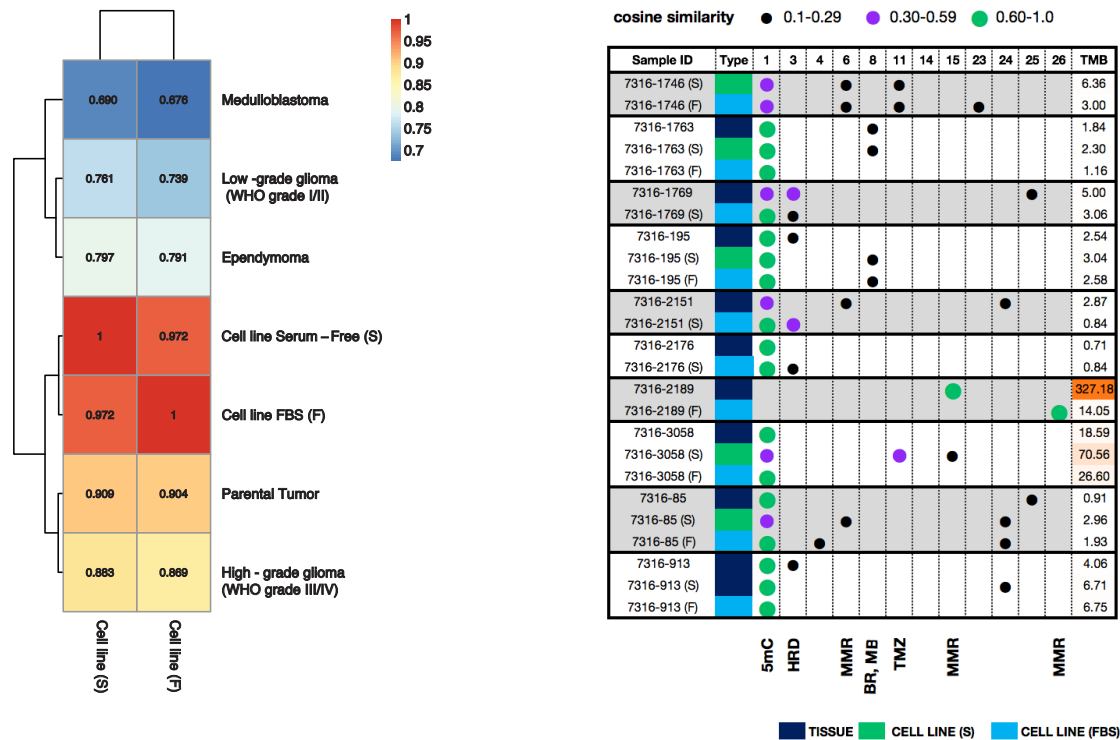 1
0.95
0.9
0.85
0.8
0.75
0.7
0.690 0.676 Medulloblastoma
0.761 0.739 Low -grade glioma
(WHO grade I/II)
0.797 0.791 Ependymoma
1 0.972 Cell line Serum – Free (S)
0.972 1 Cell line FBS (F)
0.909 0.904 Parental Tumor
0.883 0.869 High - grade glioma
(WHO grade III/IV)
Cell line (S)
Cell line (F)
cosine similarity 0.1-0.29 0.30-0.59 0.60-1.0
Sample ID Type 1 3 4 6 8 11 14 15 23 24 25 26 TMB
7316-1746 (S) 6.36
7316-1746 (F) 3.00
7316-1763 1.84
7316-1763 (S) 2.30
7316-1763 (F) 1.16
7316-1769 5.00
7316-1769 (S) 3.06
7316-195 2.54
7316-195 (S) 3.04
7316-195 (F) 2.58
7316-2151 2.87
7316-2151 (S) 0.84
7316-2176 0.71
7316-2176 (S) 0.84
7316-2189 327.18
7316-2189 (F) 14.05
7316-3058 18.59
7316-3058 (S) 70.56
7316-3058 (F) 26.60
7316-85 0.91
7316-85 (S) 2.96
7316-85 (F) 1.93
7316-913 4.06
7316-913 (S) 6.71
7316-913 (F) 6.75
5mC
HRD
MMR
BR, MB
TMZ
MMR
MMR
TISSUE CELL LINE (S) CELL LINE (FBS)